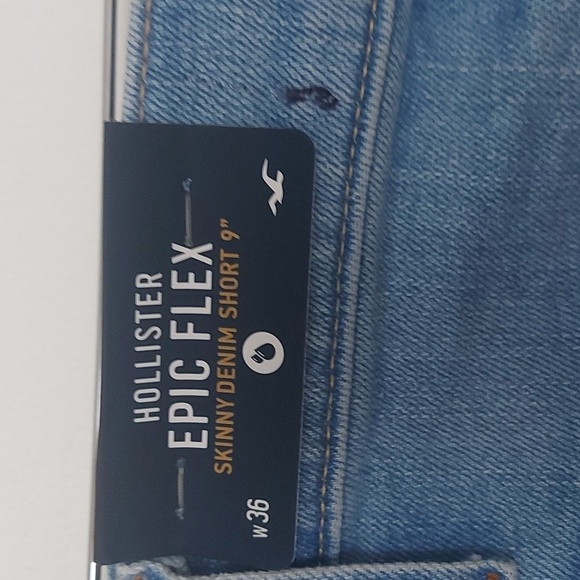 HOLLISTER
EPIC FLEX
SKINNY DENIM SHORT 9"
W36